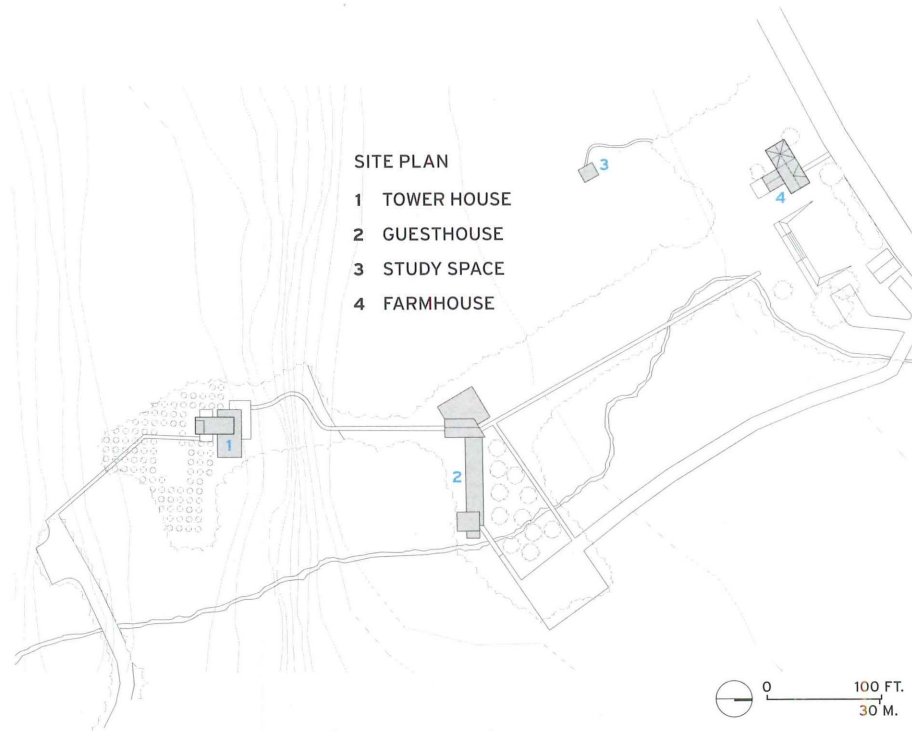 SITE PLAN
1 TOWER HOUSE
2 GUESTHOUSE
3 STUDY SPACE
4 FARMHOUSE
3
4
1
2
0 100 FT.
30 M.